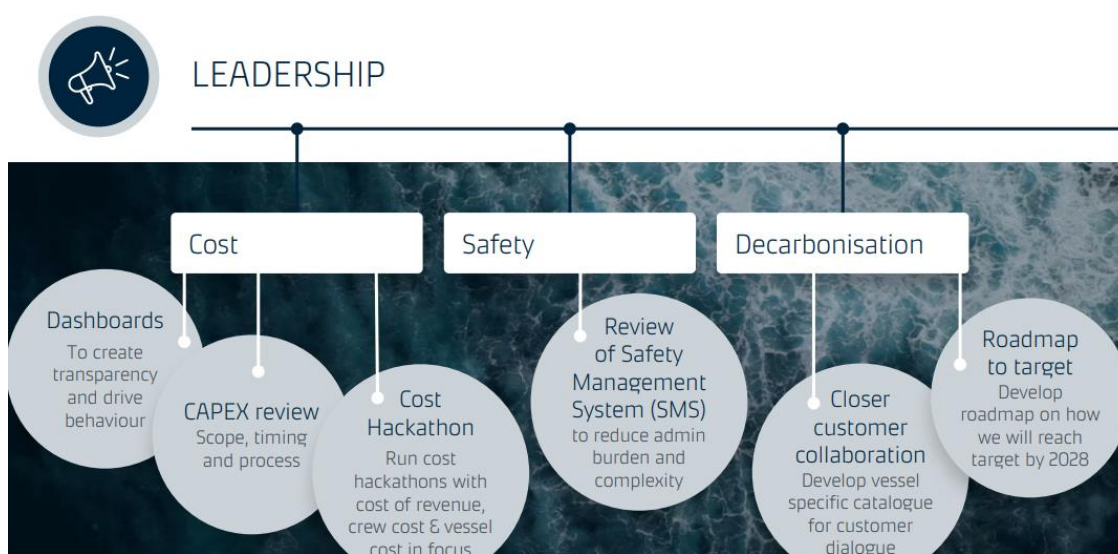 LEADERSHIP
Cost
Safety
Decarbonisation
Dashboards
To create
transparency
and drive
behaviour
CAPEX review
Scope, timing
and process
Cost
Hackathon
Run cost
hackathons with
cost of revenue,
crew cost & vessel
cost in focus
Review
of Safety
Management
System (SMS)
to reduce admin
burden and
complexity
Closer
customer
collaboration
Develop vessel
specific catalogue
for customer
dialogue
Roadmap
to target
Develop
roadmap on how
we will reach
target by 2028